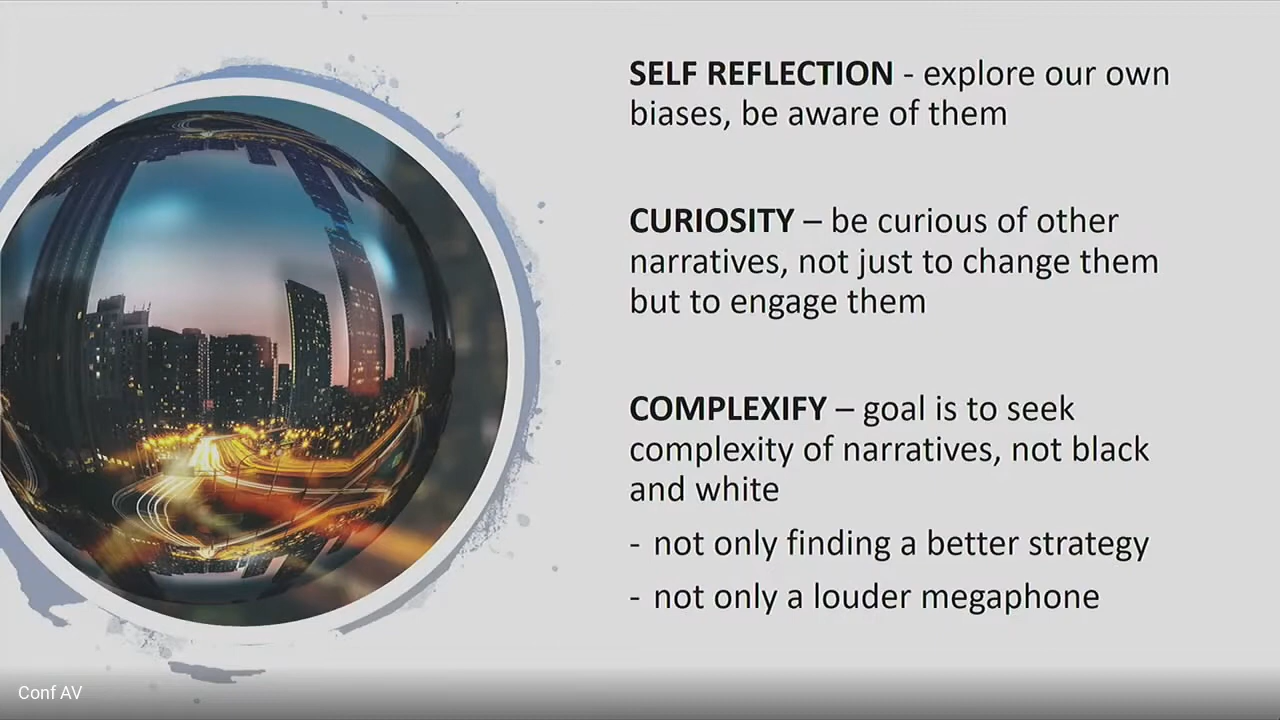 SELF REFLECTION - explore our own
biases, be aware of them
CURIOSITY – be curious of other
narratives, not just to change them
but to engage them
COMPLEXIFY – goal is to seek
complexity of narratives, not black
and white
- not only finding a better strategy
- not only a louder megaphone
Conf AV